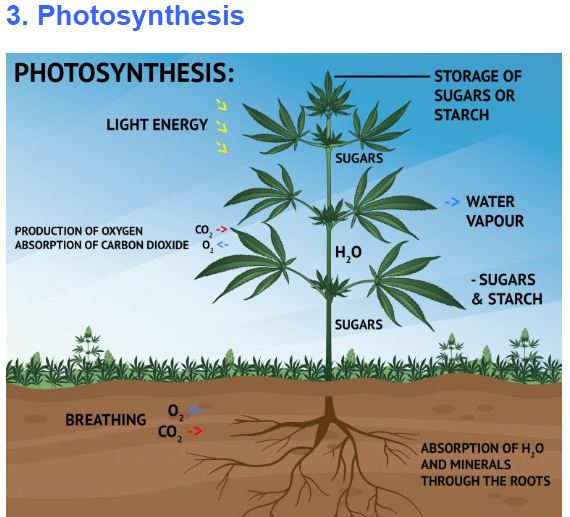 3. Photosynthesis
PHOTOSYNTHESIS:
STORAGE OF
SUGARS OR
STARCH
LIGHT ENERGY
SUGARS
-> WATER
VAPOUR
PRODUCTION OF OXYGEN CO₂ ->
ABSORPTION OF CARBON DIOXIDE O₂ <-
H₂O
- SUGARS
& STARCH
SUGARS
BREATHING
O₂ <-
CO₂ ->
ABSORPTION OF H₂O
AND MINERALS
THROUGH THE ROOTS